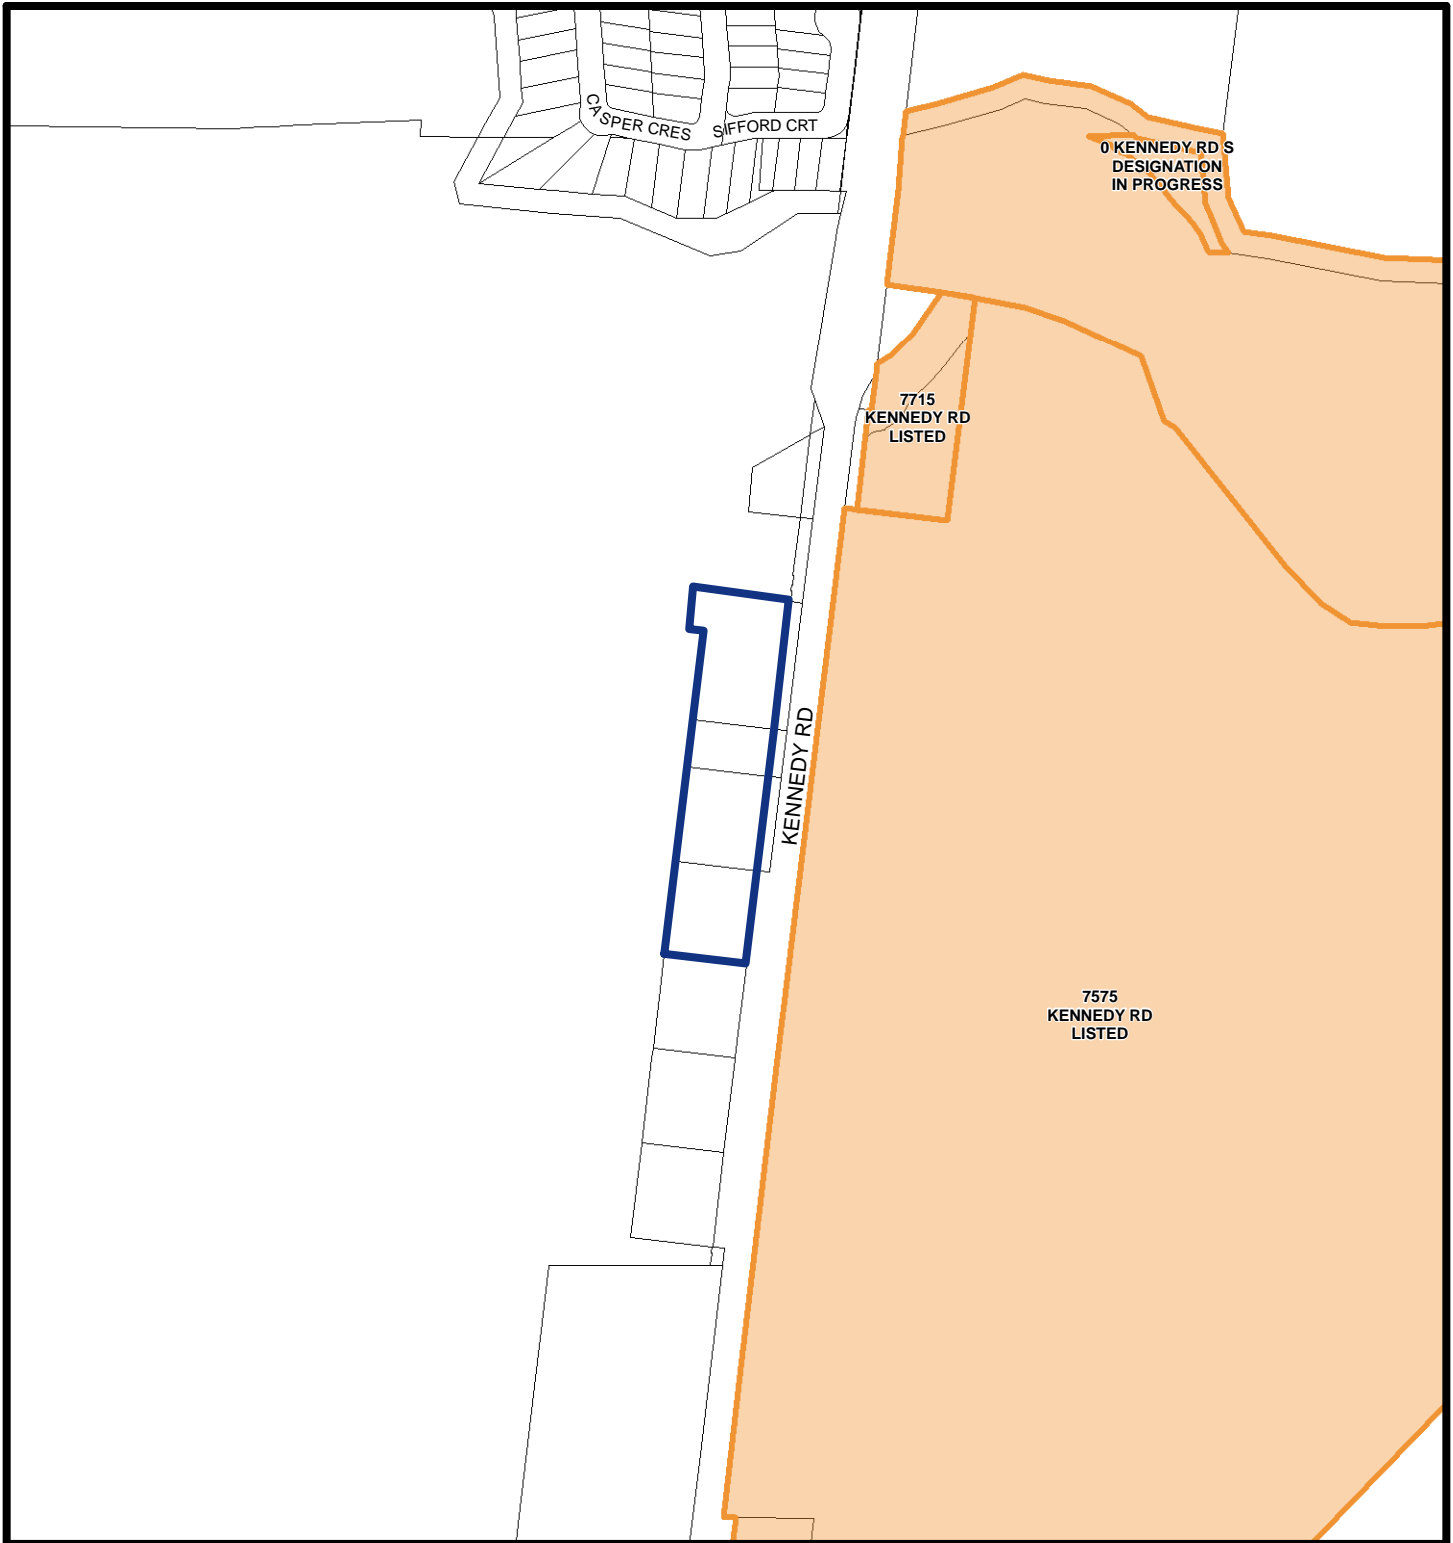 CASPER CRES
SIFFORD CRT
0 KENNEDY RD S
DESIGNATION
IN PROGRESS
7715
KENNEDY RD
LISTED
KENNEDY RD
7575
KENNEDY RD
LISTED